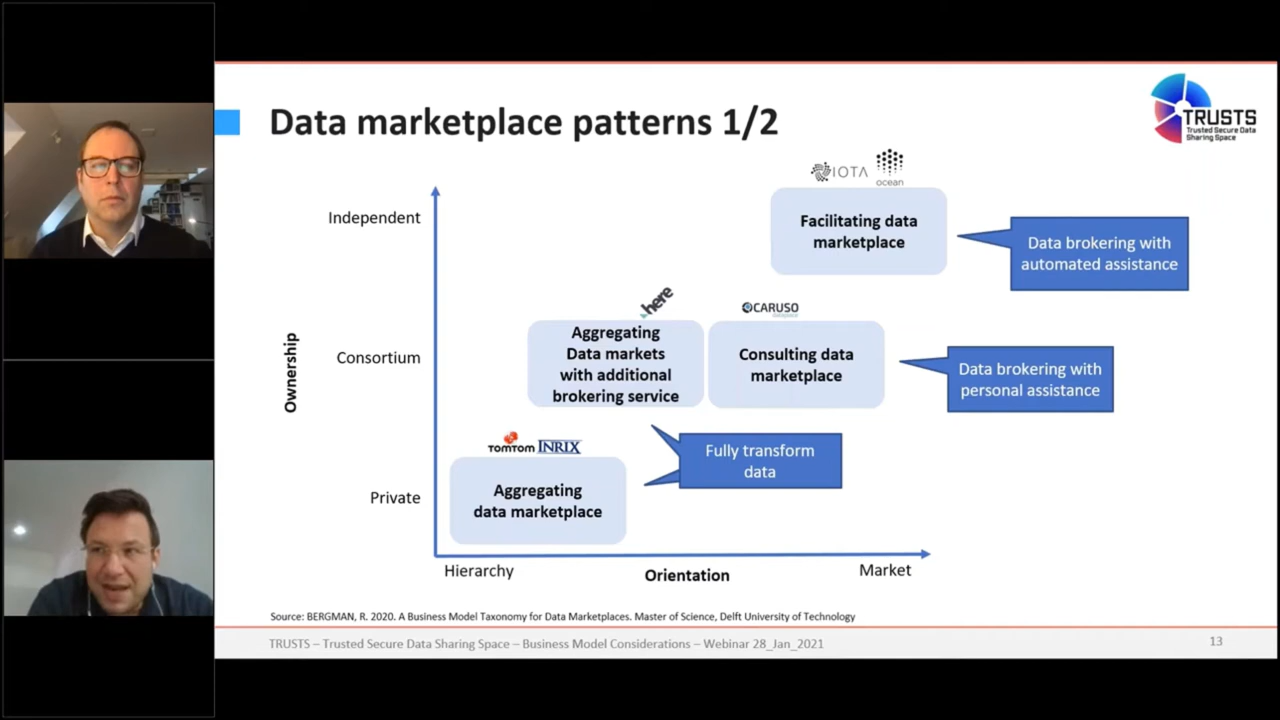 Data marketplace patterns 1/2
TRUSTS
Trusted Secure Data
Sharing Space
IOTA
ocean
Independent
Facilitating data
marketplace
Data brokering with
automated assistance
here
CARUSO
Ownership
Consortium
Aggregating
Data markets
with additional
brokering service
Consulting data
marketplace
Data brokering with
personal assistance
TOMTOM INRIX
Fully transform
data
Private
Aggregating
data marketplace
Hierarchy
Orientation
Market
Source: BERGMAN, R. 2020. A Business Model Taxonomy for Data Marketplaces. Master of Science, Delft University of Technology
TRUSTS – Trusted Secure Data Sharing Space – Business Model Considerations – Webinar 28_Jan_2021
13